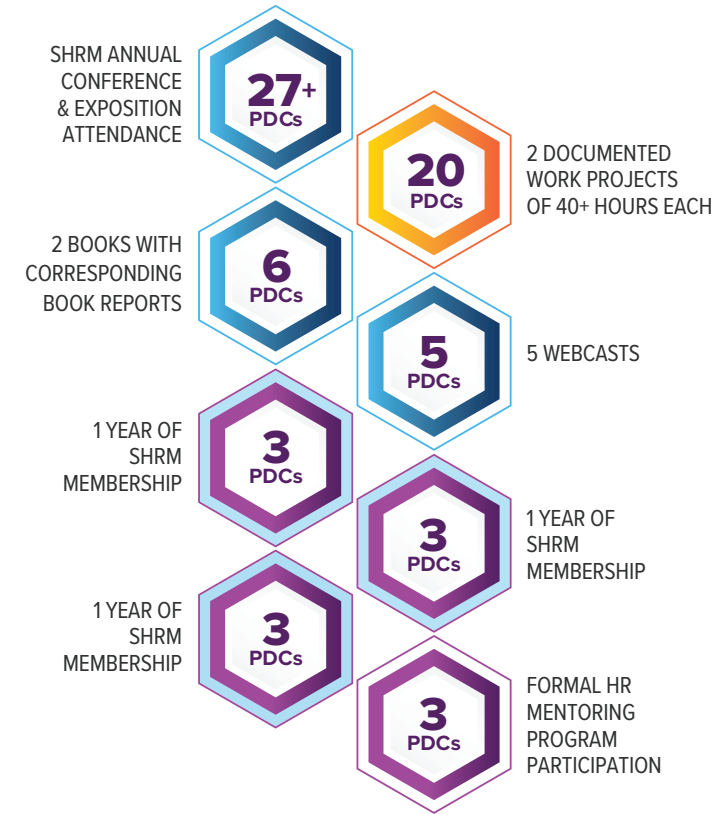 SHRM ANNUAL
CONFERENCE
& EXPOSITION
ATTENDANCE
27+
PDCs
20
PDCs
2 DOCUMENTED
WORK PROJECTS
OF 40+ HOURS EACH
2 BOOKS WITH
CORRESPONDING
BOOK REPORTS
6
PDCs
5
PDCs
5 WEBCASTS
1 YEAR OF
SHRM
MEMBERSHIP
3
PDCs
3
PDCs
1 YEAR OF
SHRM
MEMBERSHIP
1 YEAR OF
SHRM
MEMBERSHIP
3
PDCs
3
PDCs
FORMAL HR
MENTORING
PROGRAM
PARTICIPATION